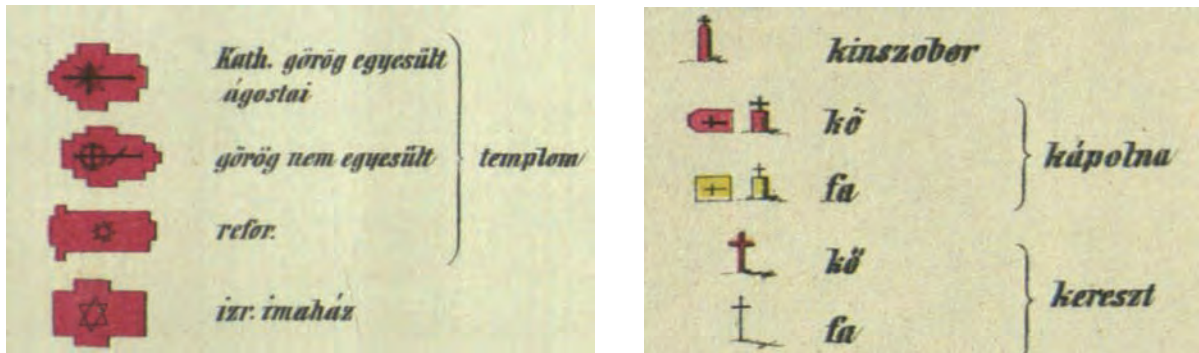 Kath. görög egyesült
ágostai
görög nem egyesült
templom
refor.
izr. imaház
kinszobor
kő
kápolna
fa
kő
kereszt
fa